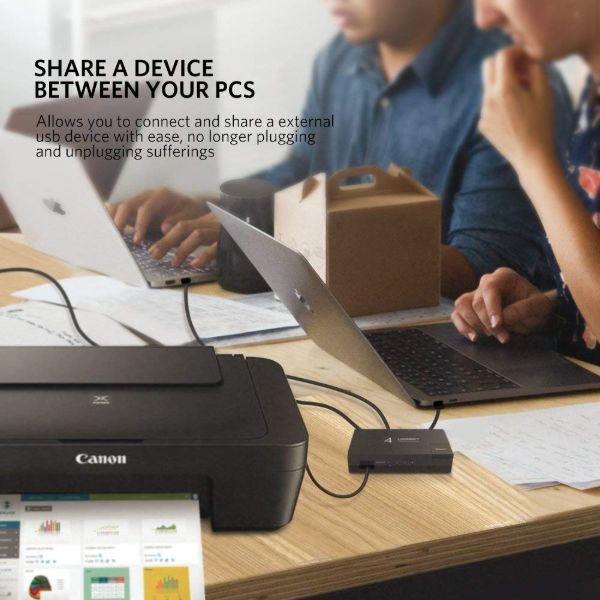 SHARE A DEVICE
BETWEEN YOUR PCS
Allows you to connect and share a external
usb device with ease, no longer plugging
and unplugging sufferings
4
Canon